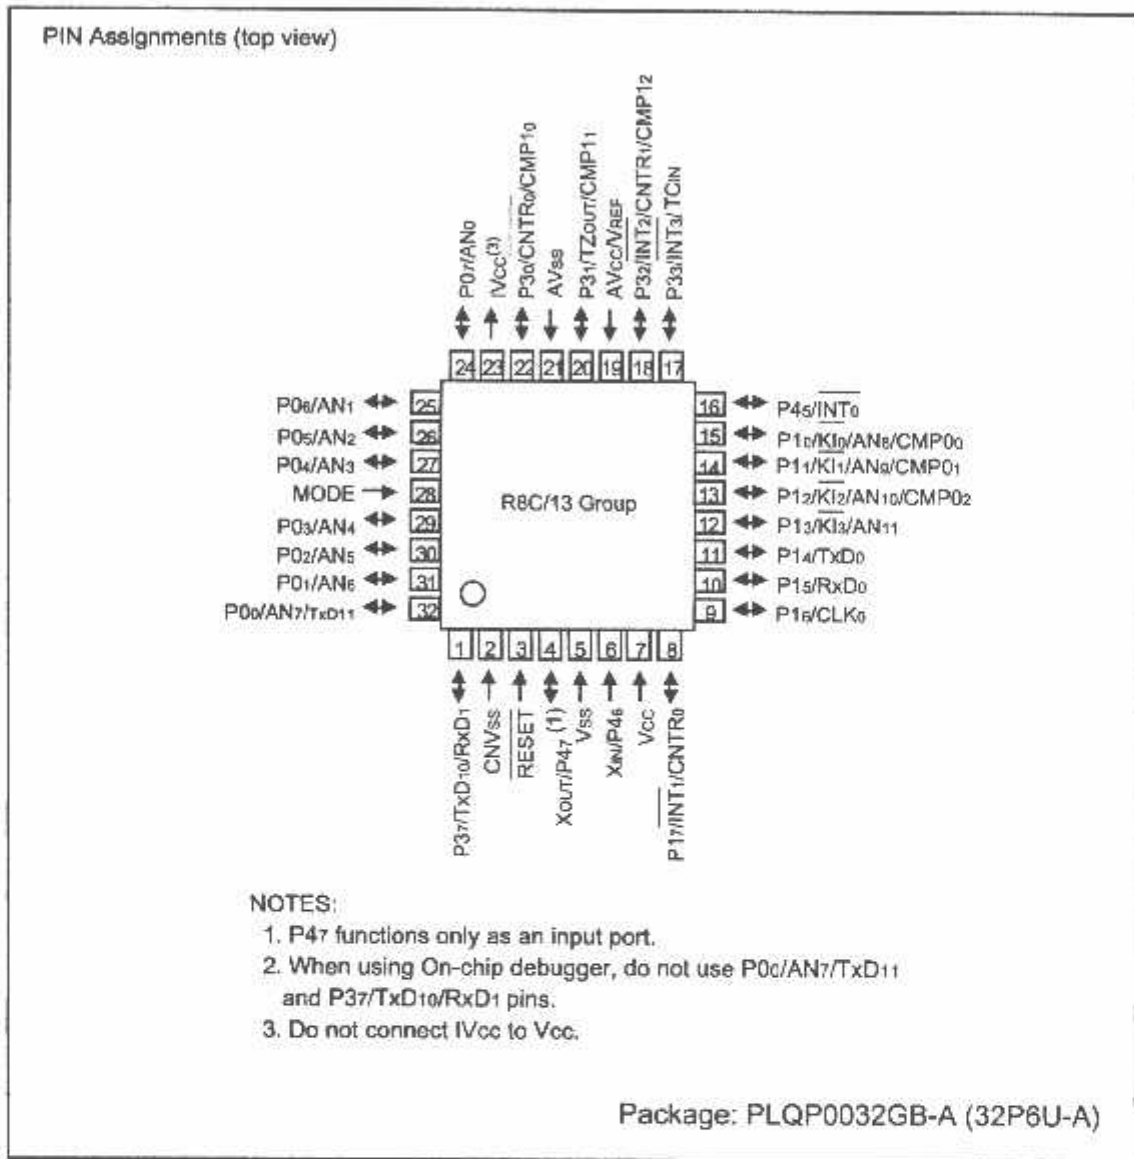 PIN Assignments (top view)
P07/AN0
IVCC(3)
P30/CNTR0/CMP10
AVSS
P31/TZOUT/CMP11
AVCC/VREF
P32/INT2/CNTR1/CMP12
P33/INT3/TCIN
24 23 22 21 20 19 18 17
P06/AN1 25
P05/AN2 26
P04/AN3 27
MODE 28
P03/AN4 29
P02/AN5 30
P01/AN6 31
P00/AN7/TxD11 32
R8C/13 Group
16 P45/INT0
15 P10/KI0/AN8/CMP00
14 P11/KI1/AN9/CMP01
13 P12/KI2/AN10/CMP02
12 P13/KI3/AN11
11 P14/TxD0
10 P15/RxD0
9 P16/CLK0
1 2 3 4 5 6 7 8
P37/TxD10/RxD1
CNVSS
RESET
XOUT/P47 (1)
VSS
XIN/P46
VCC
P17/INT1/CNTR0
NOTES:
1. P47 functions only as an input port.
2. When using On-chip debugger, do not use P00/AN7/TxD11
and P37/TxD10/RxD1 pins.
3. Do not connect IVcc to Vcc.
Package: PLQP0032GB-A (32P6U-A)